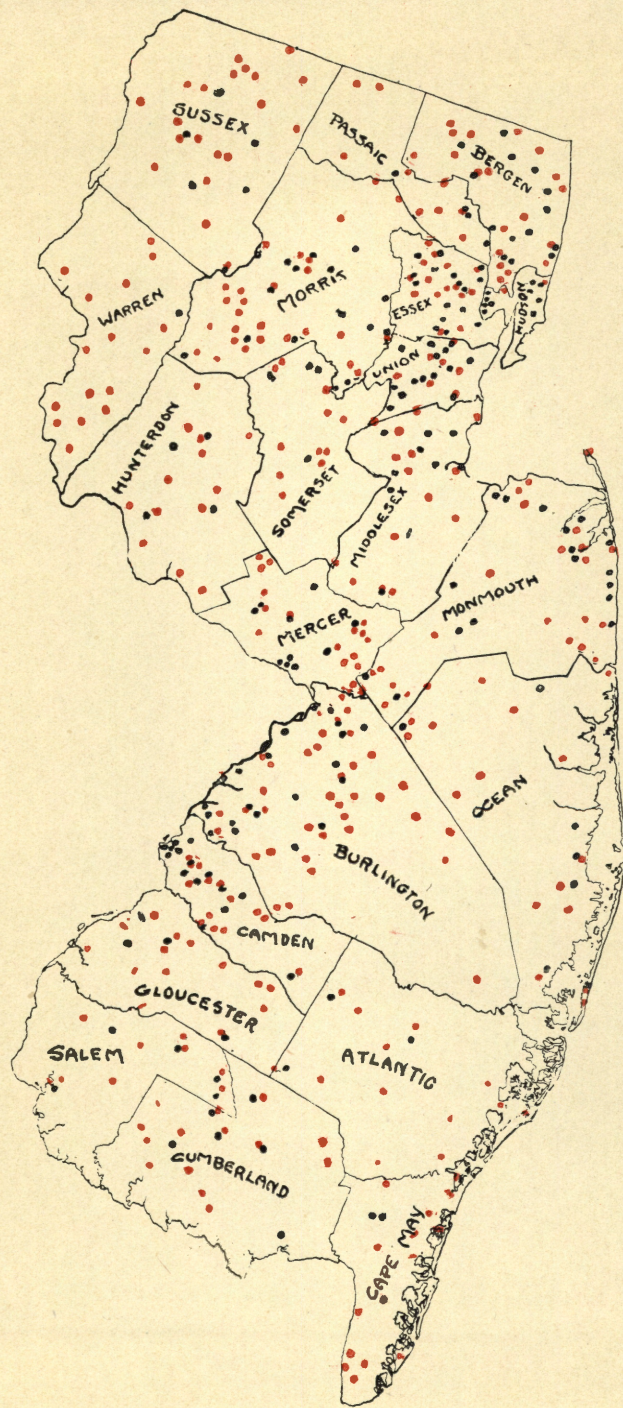 SUSSEX
PASSAIC
BERGEN
WARREN
MORRIS
ESSEX
HUDSON
UNION
HUNTERDON
SOMERSET
MIDDLESEX
MERCER
MONMOUTH
OCEAN
BURLINGTON
CAMDEN
GLOUCESTER
SALEM
ATLANTIC
CUMBERLAND
CAPE MAY